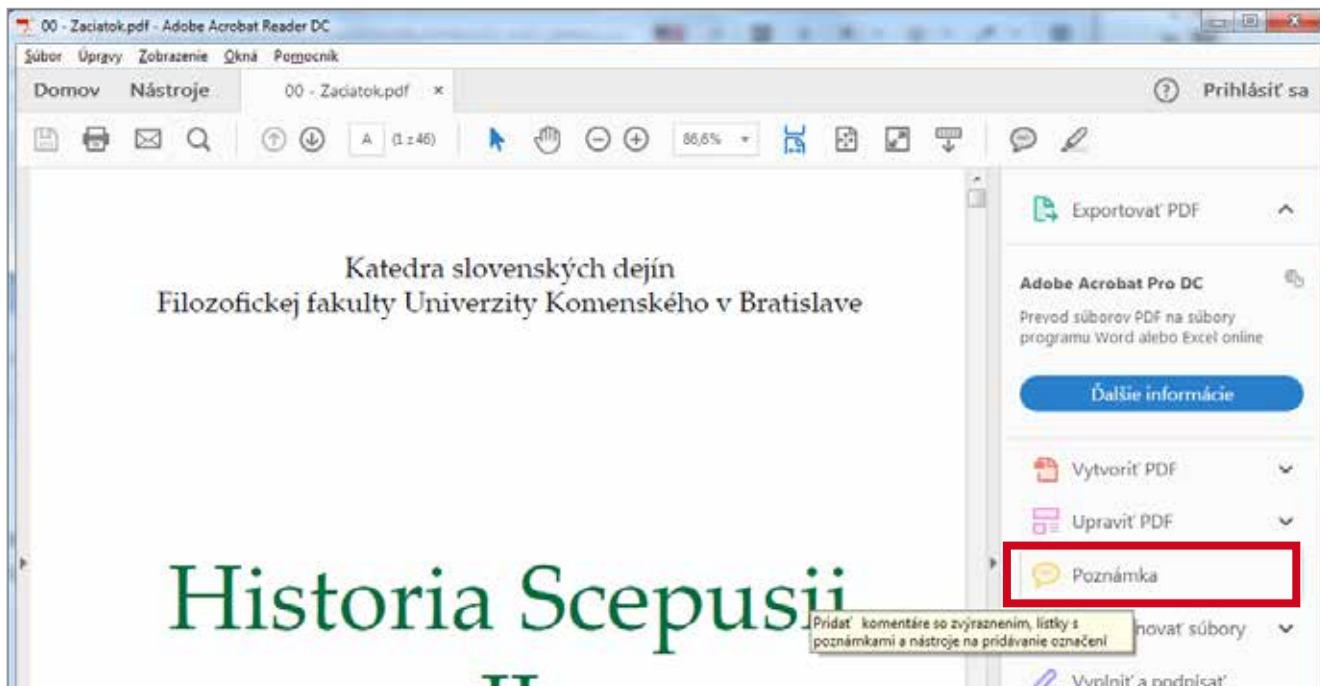 00 - Zaciatok.pdf - Adobe Acrobat Reader DC
Súbor Úpravy Zobrazenie Okná Pomocník
Domov Nástroje 00 - Zaciatok.pdf × ? Prihlásiť sa
A (1 z 46) 86,6%
Exportovať PDF
Katedra slovenských dejín
Filozofickej fakulty Univerzity Komenského v Bratislave
Adobe Acrobat Pro DC
Prevod súborov PDF na súbory
programu Word alebo Excel online
Ďalšie informácie
Vytvoriť PDF
Upraviť PDF
Poznámka
Historia Scepusii
Pridať komentáre so zvýraznením, lístky s
poznámkami a nástroje na pridávanie označení
novať súbory
Vyplniť a podpísať